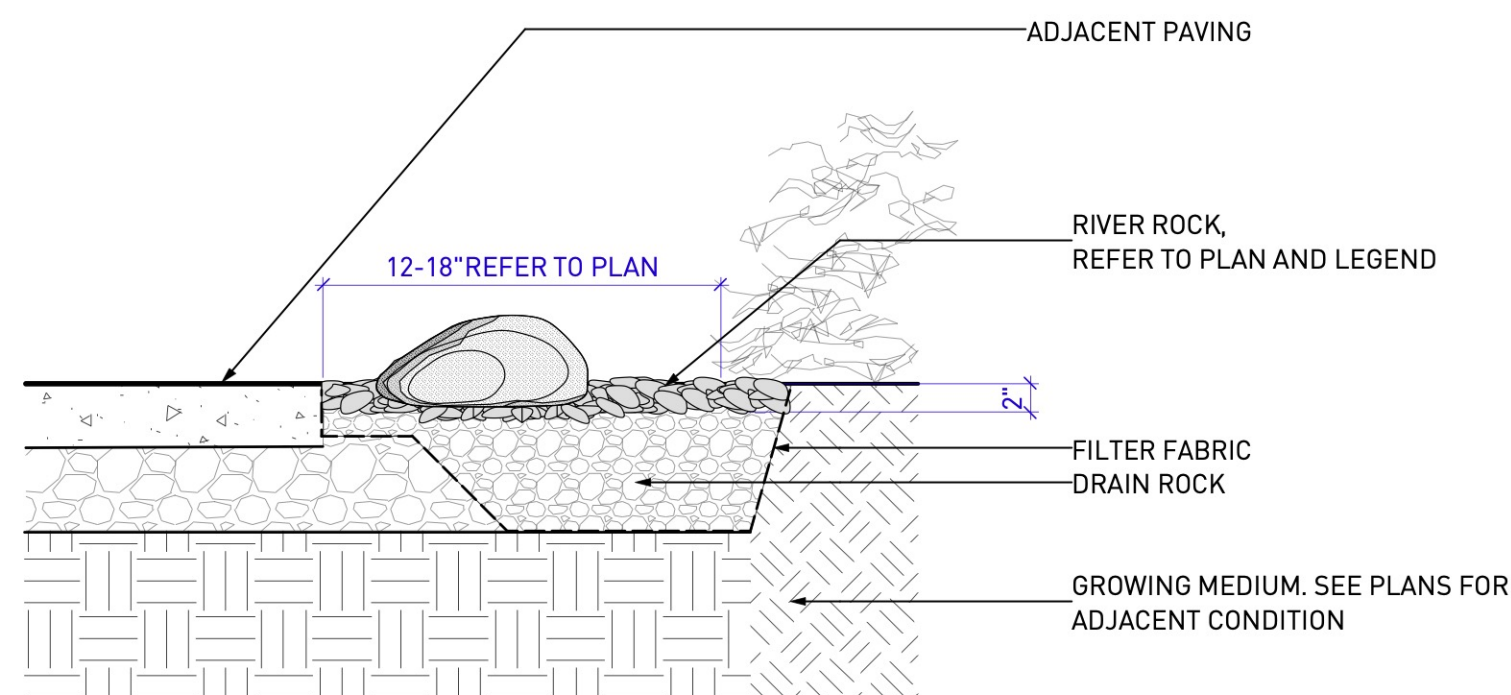 ADJACENT PAVING
RIVER ROCK,
REFER TO PLAN AND LEGEND
12-18"REFER TO PLAN
2"
FILTER FABRIC
DRAIN ROCK
GROWING MEDIUM. SEE PLANS FOR
ADJACENT CONDITION